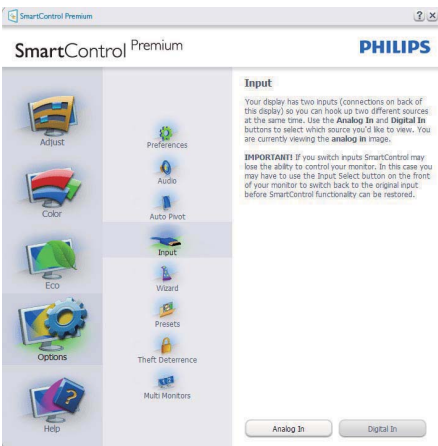 SmartControl Premium
SmartControl Premium
PHILIPS
Adjust
Color
Eco
Options
Help
Preferences
Audio
Auto Pivot
Input
Wizard
Presets
Theft Deterrence
Multi Monitors
Input
Your display has two inputs (connections on back of
this display) so you can hook up two different sources
at the same time. Use the Analog In and Digital In
buttons to select which source you'd like to view. You
are currently viewing the analog in image.
IMPORTANT! If you switch inputs SmartControl may
lose the ability to control your monitor. In this case you
may have to use the Input Select button on the front
of your monitor to switch back to the original input
before SmartControl functionality can be restored.
Analog In
Digital In